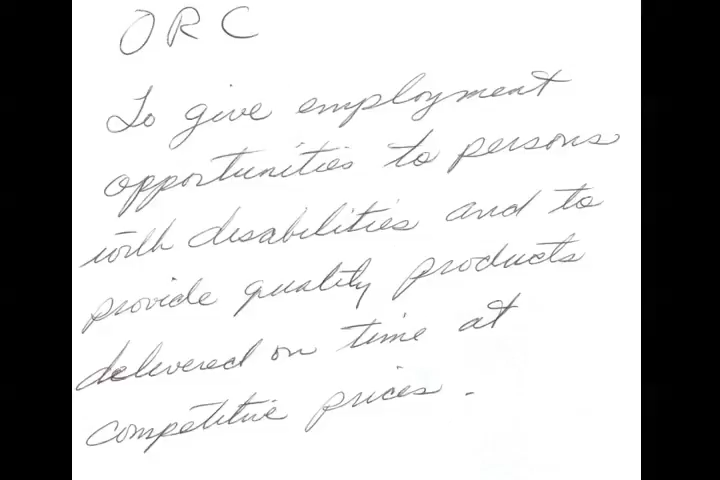 ORC
To give employment
opportunities to persons
with disabilities and to
provide quality products
delivered on time at
competitive prices.